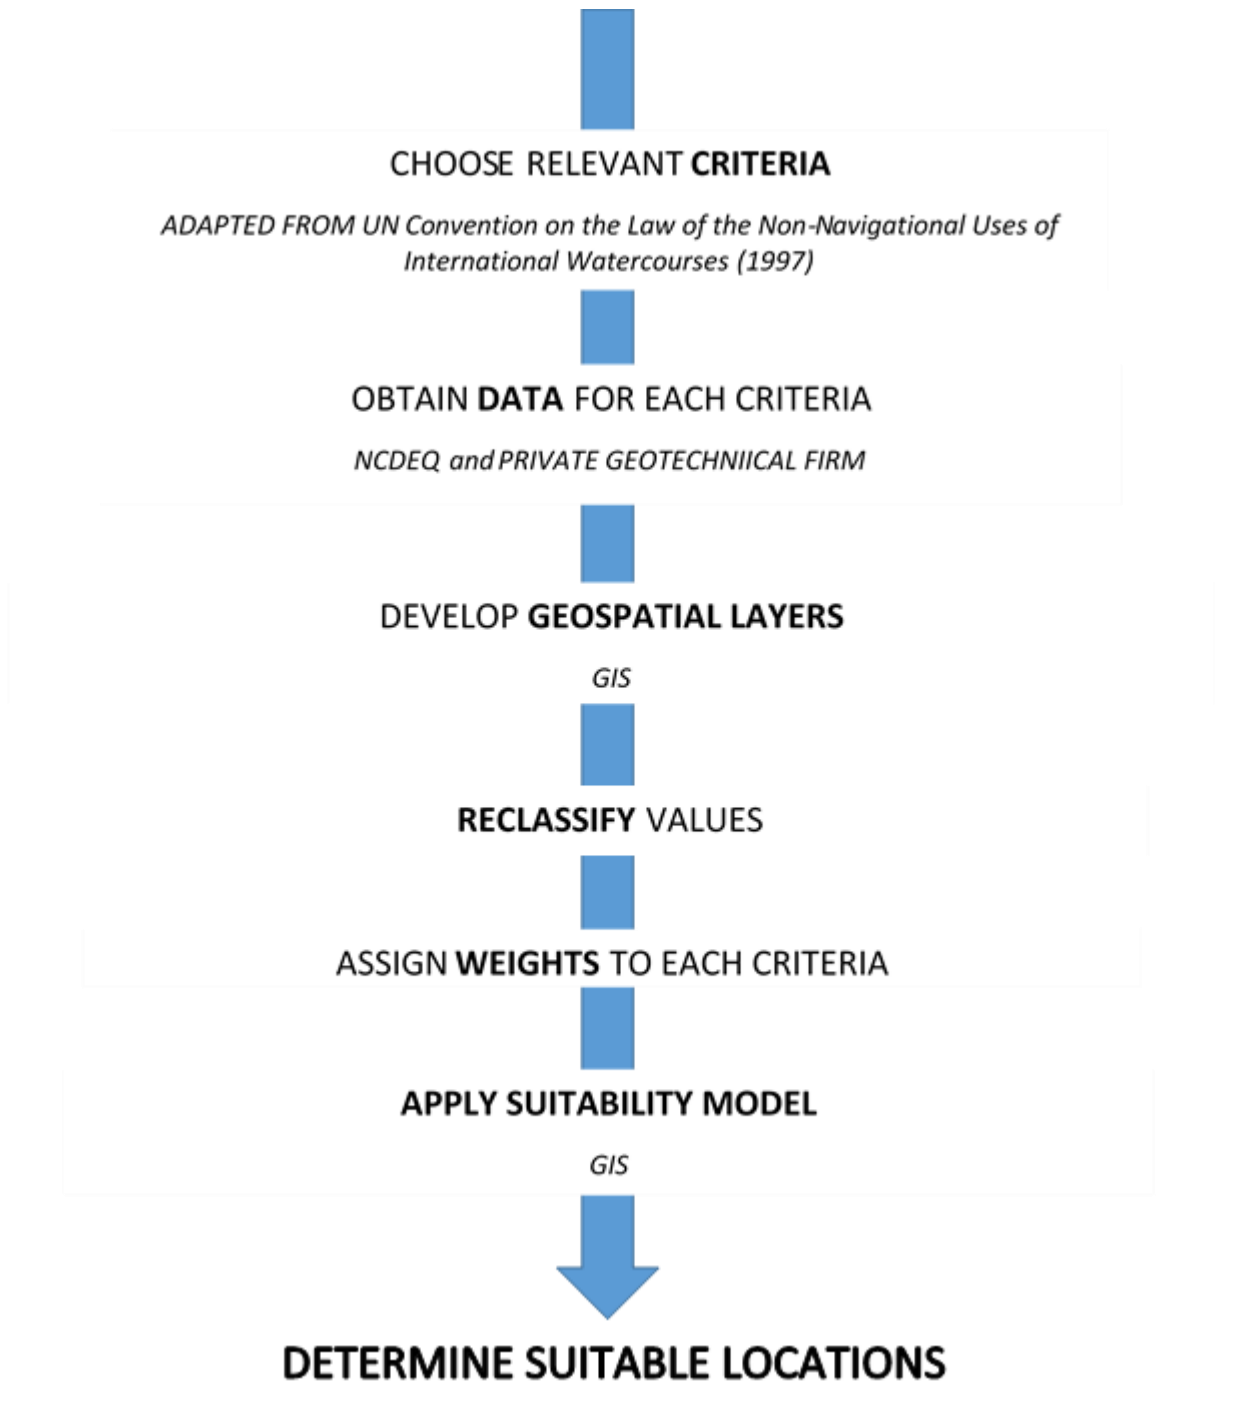 CHOOSE RELEVANT CRITERIA
ADAPTED FROM UN Convention on the Law of the Non-Navigational Uses of
International Watercourses (1997)
OBTAIN DATA FOR EACH CRITERIA
NCDEQ and PRIVATE GEOTECHNIICAL FIRM
DEVELOP GEOSPATIAL LAYERS
GIS
RECLASSIFY VALUES
ASSIGN WEIGHTS TO EACH CRITERIA
APPLY SUITABILITY MODEL
GIS
DETERMINE SUITABLE LOCATIONS